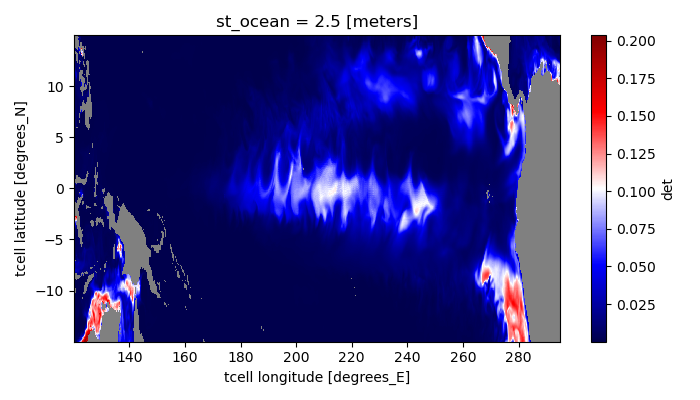 st_ocean = 2.5 [meters]
10
5
0
−5
−10
tcell latitude [degrees_N]
140 160 180 200 220 240 260 280
tcell longitude [degrees_E]
0.200
0.175
0.150
0.125
0.100
0.075
0.050
0.025
det